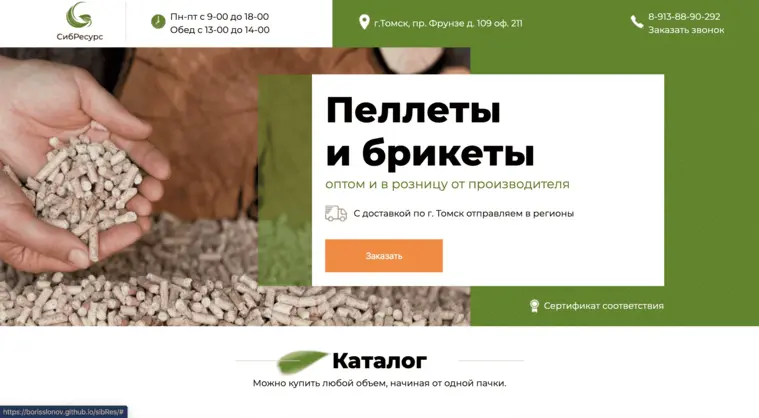 СибРесурс
Пн-пт с 9-00 до 18-00
Обед с 13-00 до 14-00
г.Томск, пр. Фрунзе д. 109 оф. 211
8-913-88-90-292
Заказать звонок
Пеллеты
и брикеты
оптом и в розницу от производителя
С доставкой по г. Томск отправляем в регионы
Заказать
Сертификат соответствия
Каталог
Можно купить любой объем, начиная от одной пачки.
https://borisslonov.github.io/sibRes/#